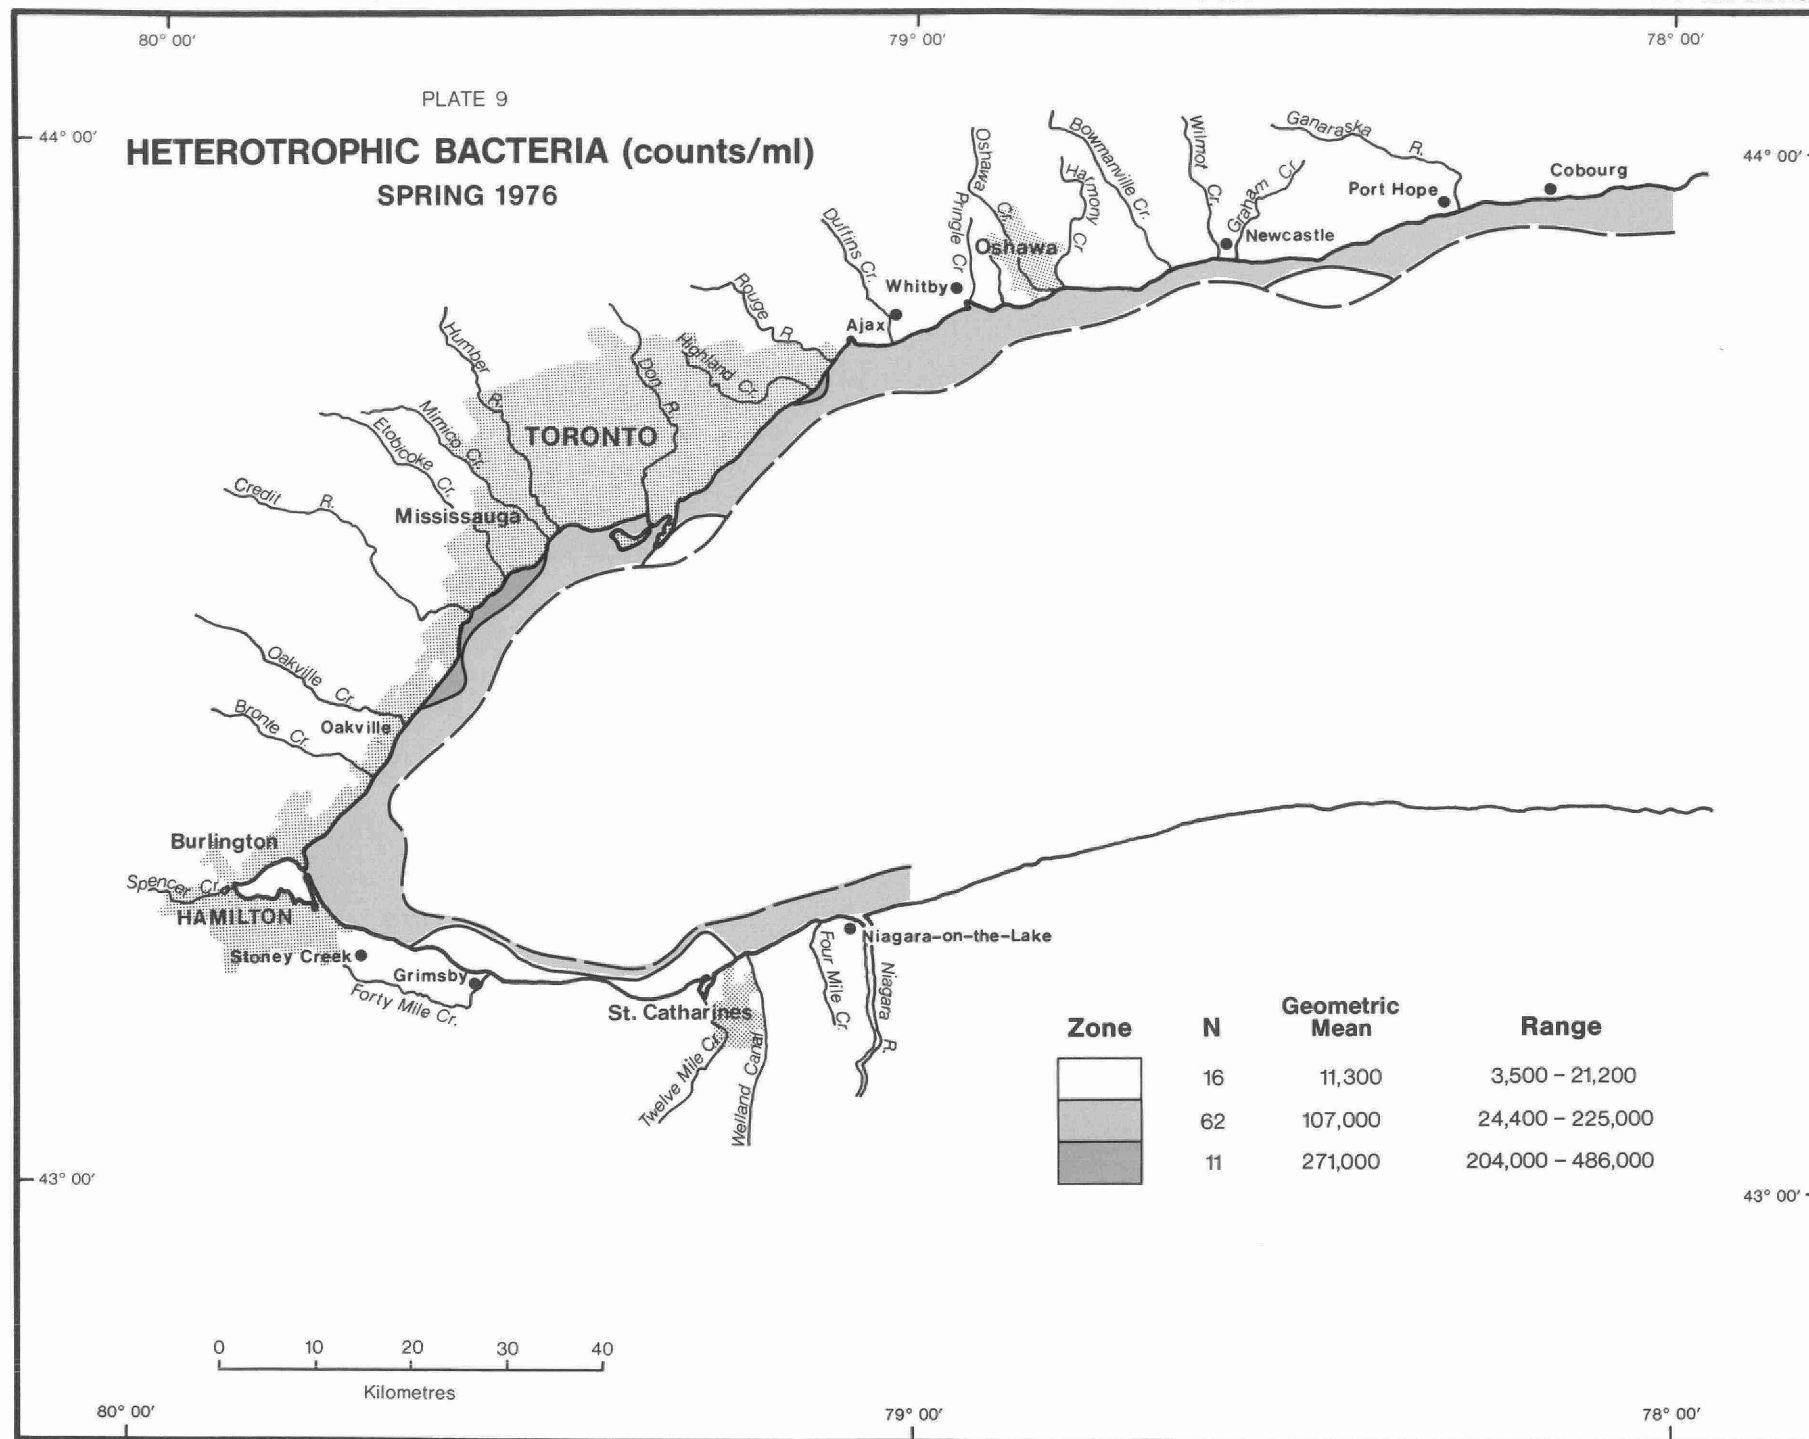 80° 00′ 79° 00′ 78° 00′
PLATE 9
44° 00′
HETEROTROPHIC BACTERIA (counts/ml)
SPRING 1976
44° 00′
Ganaraska R.
Cobourg
Port Hope
Wilmot Cr.
Graham Cr.
Newcastle
Bowmanville Cr.
Harmony Cr.
Oshawa Cr.
Oshawa
Pringle Cr.
Whitby
Duffins Cr.
Ajax
Rouge R.
Highland Cr.
Don R.
Humber R.
TORONTO
Mimico Cr.
Etobicoke Cr.
Mississauga
Credit R.
Oakville Cr.
Oakville
Bronte Cr.
Burlington
Spencer Cr.
HAMILTON
Stoney Creek
Grimsby
Forty Mile Cr.
St. Catharines
Twelve Mile Cr.
Welland Canal
Four Mile Cr.
Niagara-on-the-Lake
Niagara R.
Zone N Geometric Mean Range
16 11,300 3,500 – 21,200
62 107,000 24,400 – 225,000
11 271,000 204,000 – 486,000
43° 00′
43° 00′
0 10 20 30 40
Kilometres
80° 00′ 79° 00′ 78° 00′